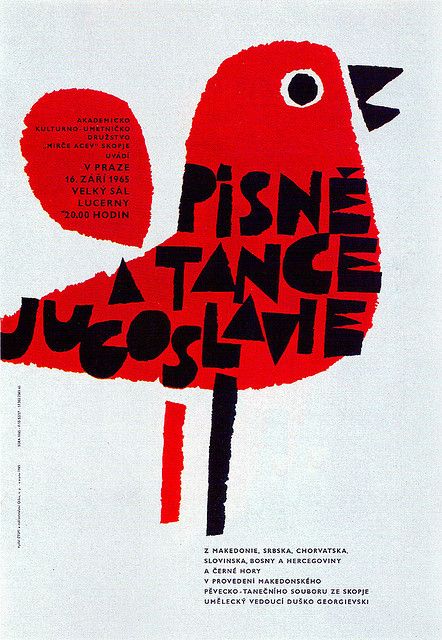 AKADEMICKO
KULTURNO-UMETNIČKO
DRUŽSTVO
"MIRČE ACEV" SKOPJE
UVÁDÍ
V PRAZE
16. ZÁŘÍ 1965
VELKÝ SÁL
LUCERNY
20.00 HODIN
PÍSNĚ
A TANCE
JUGOSLAVIE
Z MAKEDONIE, SRBSKA, CHORVATSKA,
SLOVINSKA, BOSNY A HERCEGOVINY
A ČERNÉ HORY
V PROVEDENÍ MAKEDONSKÉHO
PĚVECKO-TANEČNÍHO SOUBORU ZE SKOPJE
UMĚLECKÝ VEDOUCÍ DUŠKO GEORGIEVSKI